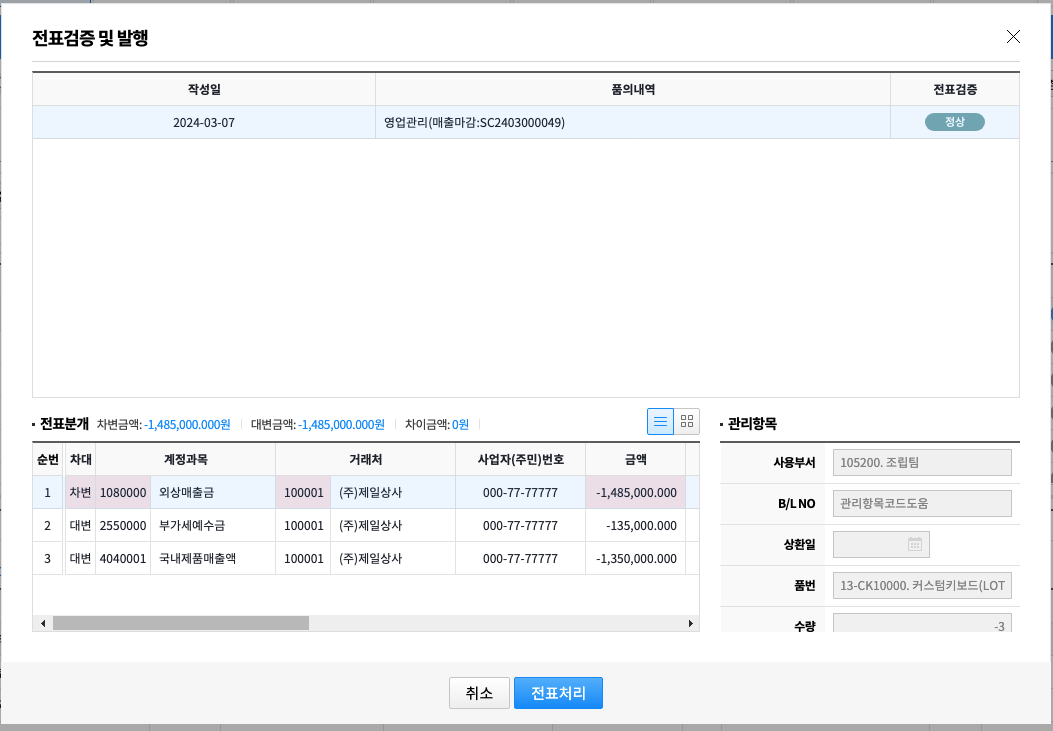 전표검증 및 발행
작성일 품의내역 전표검증
2024-03-07 영업관리(매출마감:SC2403000049) 정상
전표분개 차변금액: -1,485,000.000원 대변금액: -1,485,000.000원 차이금액: 0원
관리항목
순번 차대 계정과목 거래처 사업자(주민)번호 금액
1 차변 1080000 외상매출금 100001 (주)제일상사 000-77-77777 -1,485,000.000
2 대변 2550000 부가세예수금 100001 (주)제일상사 000-77-77777 -135,000.000
3 대변 4040001 국내제품매출액 100001 (주)제일상사 000-77-77777 -1,350,000.000
사용부서 105200. 조립팀
B/L NO 관리항목코드도움
상환일
품번 13-CK10000. 커스텀키보드(LOT
수량 -3
취소 전표처리